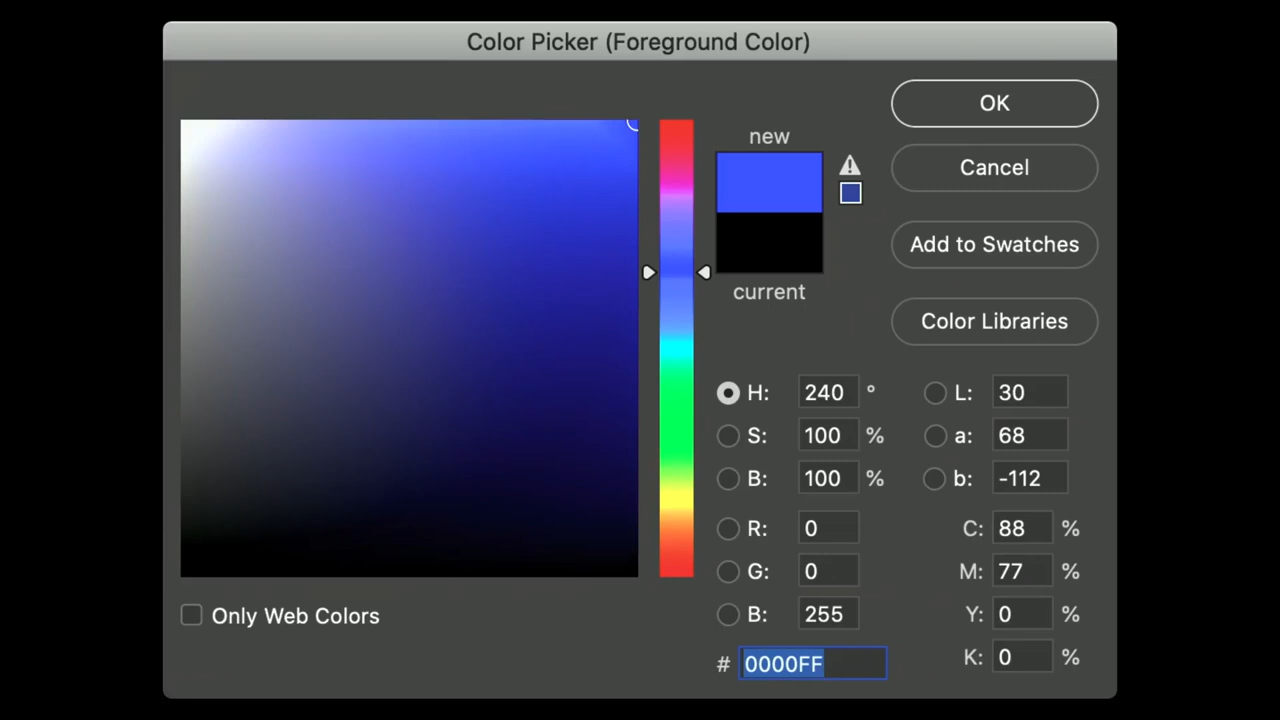 Color Picker (Foreground Color)
OK
new
Cancel
Add to Swatches
current
Color Libraries
H: 240 °
L: 30
S: 100 %
a: 68
B: 100 %
b: -112
R: 0
C: 88 %
G: 0
M: 77 %
B: 255
Y: 0 %
Only Web Colors
# 0000FF
K: 0 %